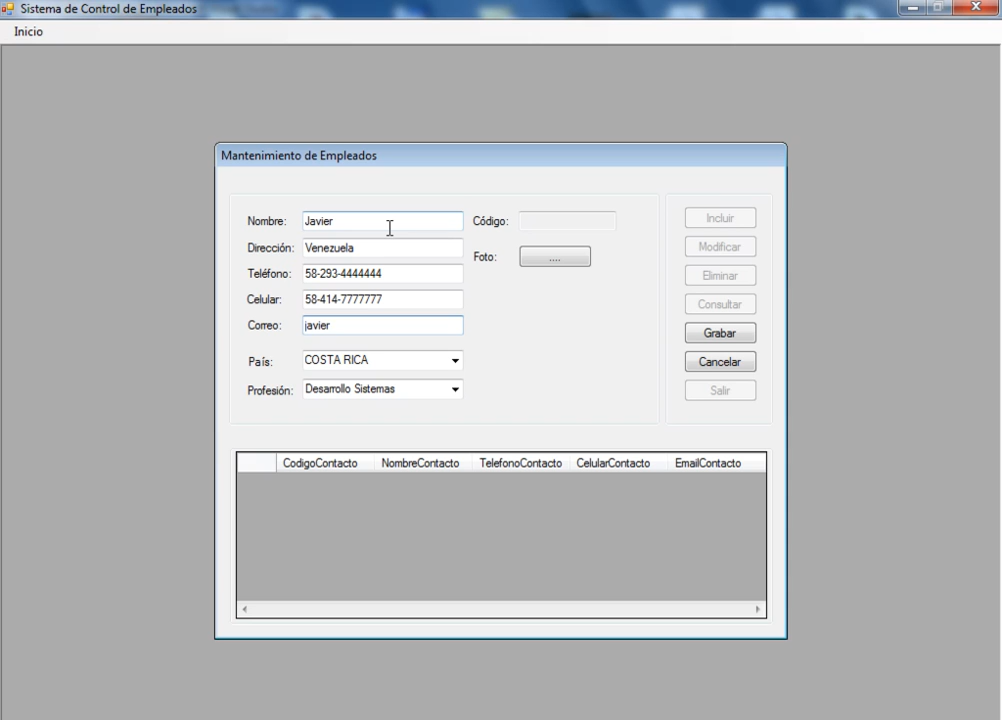 Sistema de Control de Empleados
Inicio
Mantenimiento de Empleados
Nombre: Javier
Código:
Incluir
Dirección: Venezuela
Modificar
Foto: ....
Teléfono: 58-293-4444444
Eliminar
Celular: 58-414-7777777
Consultar
Correo: javier
Grabar
País: COSTA RICA
Cancelar
Profesión: Desarrollo Sistemas
Salir
CodigoContacto NombreContacto TelefonoContacto CelularContacto EmailContacto